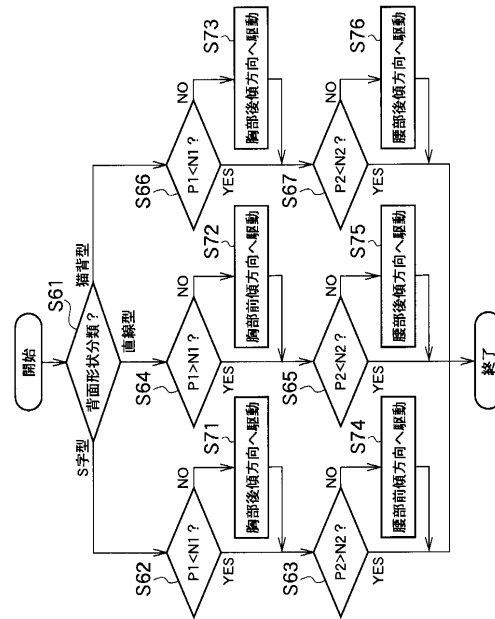 開始
S61
背面形状分類?
S字型
直線型
猫背型
S62
P1<N1?
NO
YES
S71
胸部後傾方向へ駆動
S64
P1>N1?
NO
YES
S72
胸部前傾方向へ駆動
S66
P1<N1?
NO
YES
S73
胸部後傾方向へ駆動
S63
P2>N2?
NO
YES
S74
腰部前傾方向へ駆動
S65
P2<N2?
NO
YES
S75
腰部後傾方向へ駆動
S67
P2<N2?
NO
YES
S76
腰部後傾方向へ駆動
終了